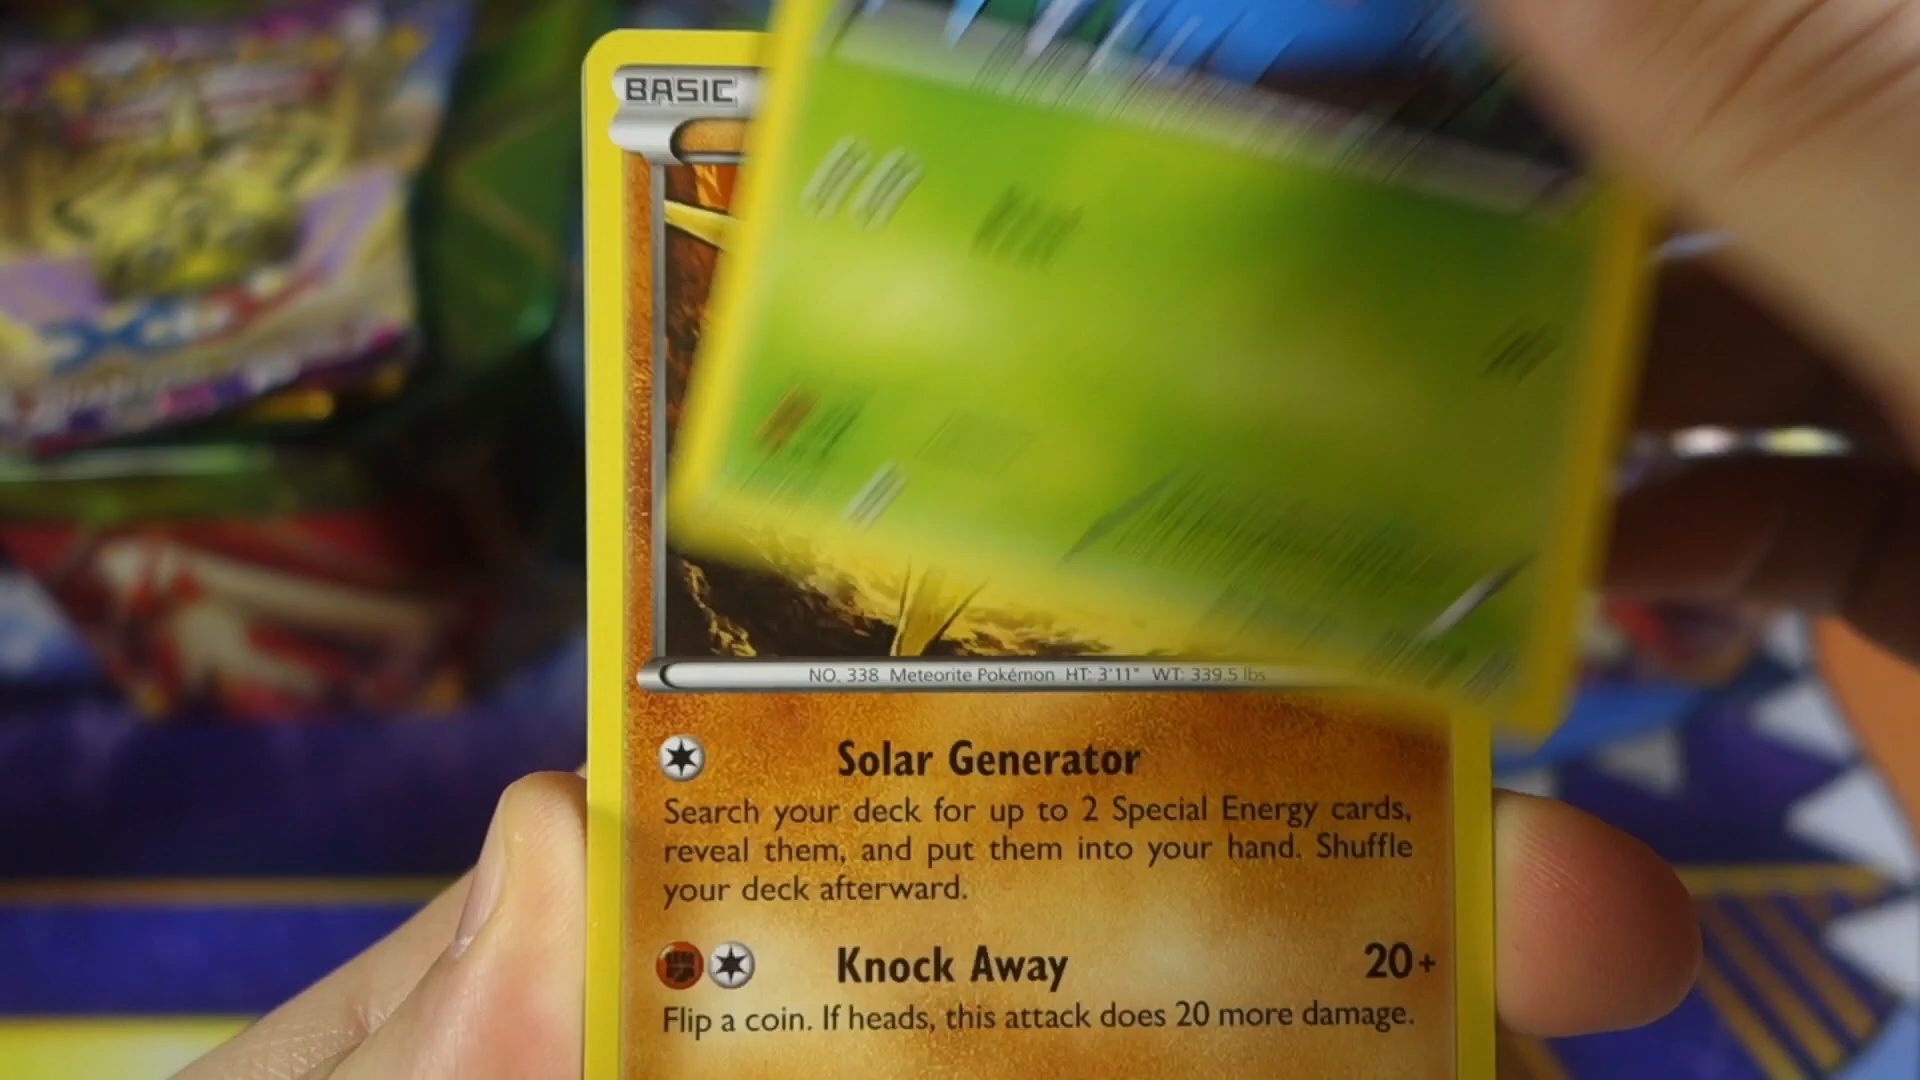 BASIC
NO. 338 Meteorite Pokémon HT: 3'11" WT: 339.5 lbs
Solar Generator
Search your deck for up to 2 Special Energy cards,
reveal them, and put them into your hand. Shuffle
your deck afterward.
Knock Away 20+
Flip a coin. If heads, this attack does 20 more damage.